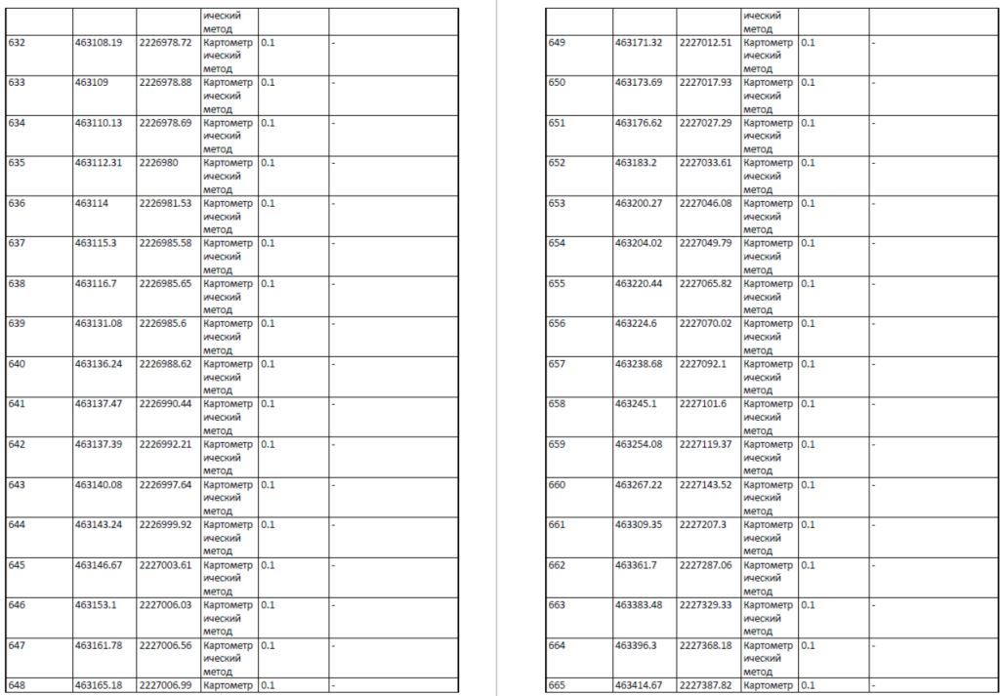 ический
метод
632 463108.19 2226978.72 Картометр 0.1 -
ический
метод
633 463109 2226978.88 Картометр 0.1 -
ический
метод
634 463110.13 2226978.69 Картометр 0.1 -
ический
метод
635 463112.31 2226980 Картометр 0.1 -
ический
метод
636 463114 2226981.53 Картометр 0.1 -
ический
метод
637 463115.3 2226985.58 Картометр 0.1 -
ический
метод
638 463116.7 2226985.65 Картометр 0.1 -
ический
метод
639 463131.08 2226985.6 Картометр 0.1 -
ический
метод
640 463136.24 2226988.62 Картометр 0.1 -
ический
метод
641 463137.47 2226990.44 Картометр 0.1 -
ический
метод
642 463137.39 2226992.21 Картометр 0.1 -
ический
метод
643 463140.08 2226997.64 Картометр 0.1 -
ический
метод
644 463143.24 2226999.92 Картометр 0.1 -
ический
метод
645 463146.67 2227003.61 Картометр 0.1 -
ический
метод
646 463153.1 2227006.03 Картометр 0.1 -
ический
метод
647 463161.78 2227006.56 Картометр 0.1 -
ический
метод
648 463165.18 2227006.99 Картометр 0.1 -
ический
метод
649 463171.32 2227012.51 Картометр 0.1 -
ический
метод
650 463173.69 2227017.93 Картометр 0.1 -
ический
метод
651 463176.62 2227027.29 Картометр 0.1 -
ический
метод
652 463183.2 2227033.61 Картометр 0.1 -
ический
метод
653 463200.27 2227046.08 Картометр 0.1 -
ический
метод
654 463204.02 2227049.79 Картометр 0.1 -
ический
метод
655 463220.44 2227065.82 Картометр 0.1 -
ический
метод
656 463224.6 2227070.02 Картометр 0.1 -
ический
метод
657 463238.68 2227092.1 Картометр 0.1 -
ический
метод
658 463245.1 2227101.6 Картометр 0.1 -
ический
метод
659 463254.08 2227119.37 Картометр 0.1 -
ический
метод
660 463267.22 2227143.52 Картометр 0.1 -
ический
метод
661 463309.35 2227207.3 Картометр 0.1 -
ический
метод
662 463361.7 2227287.06 Картометр 0.1 -
ический
метод
663 463383.48 2227329.33 Картометр 0.1 -
ический
метод
664 463396.3 2227368.18 Картометр 0.1 -
ический
метод
665 463414.67 2227387.82 Картометр 0.1 -